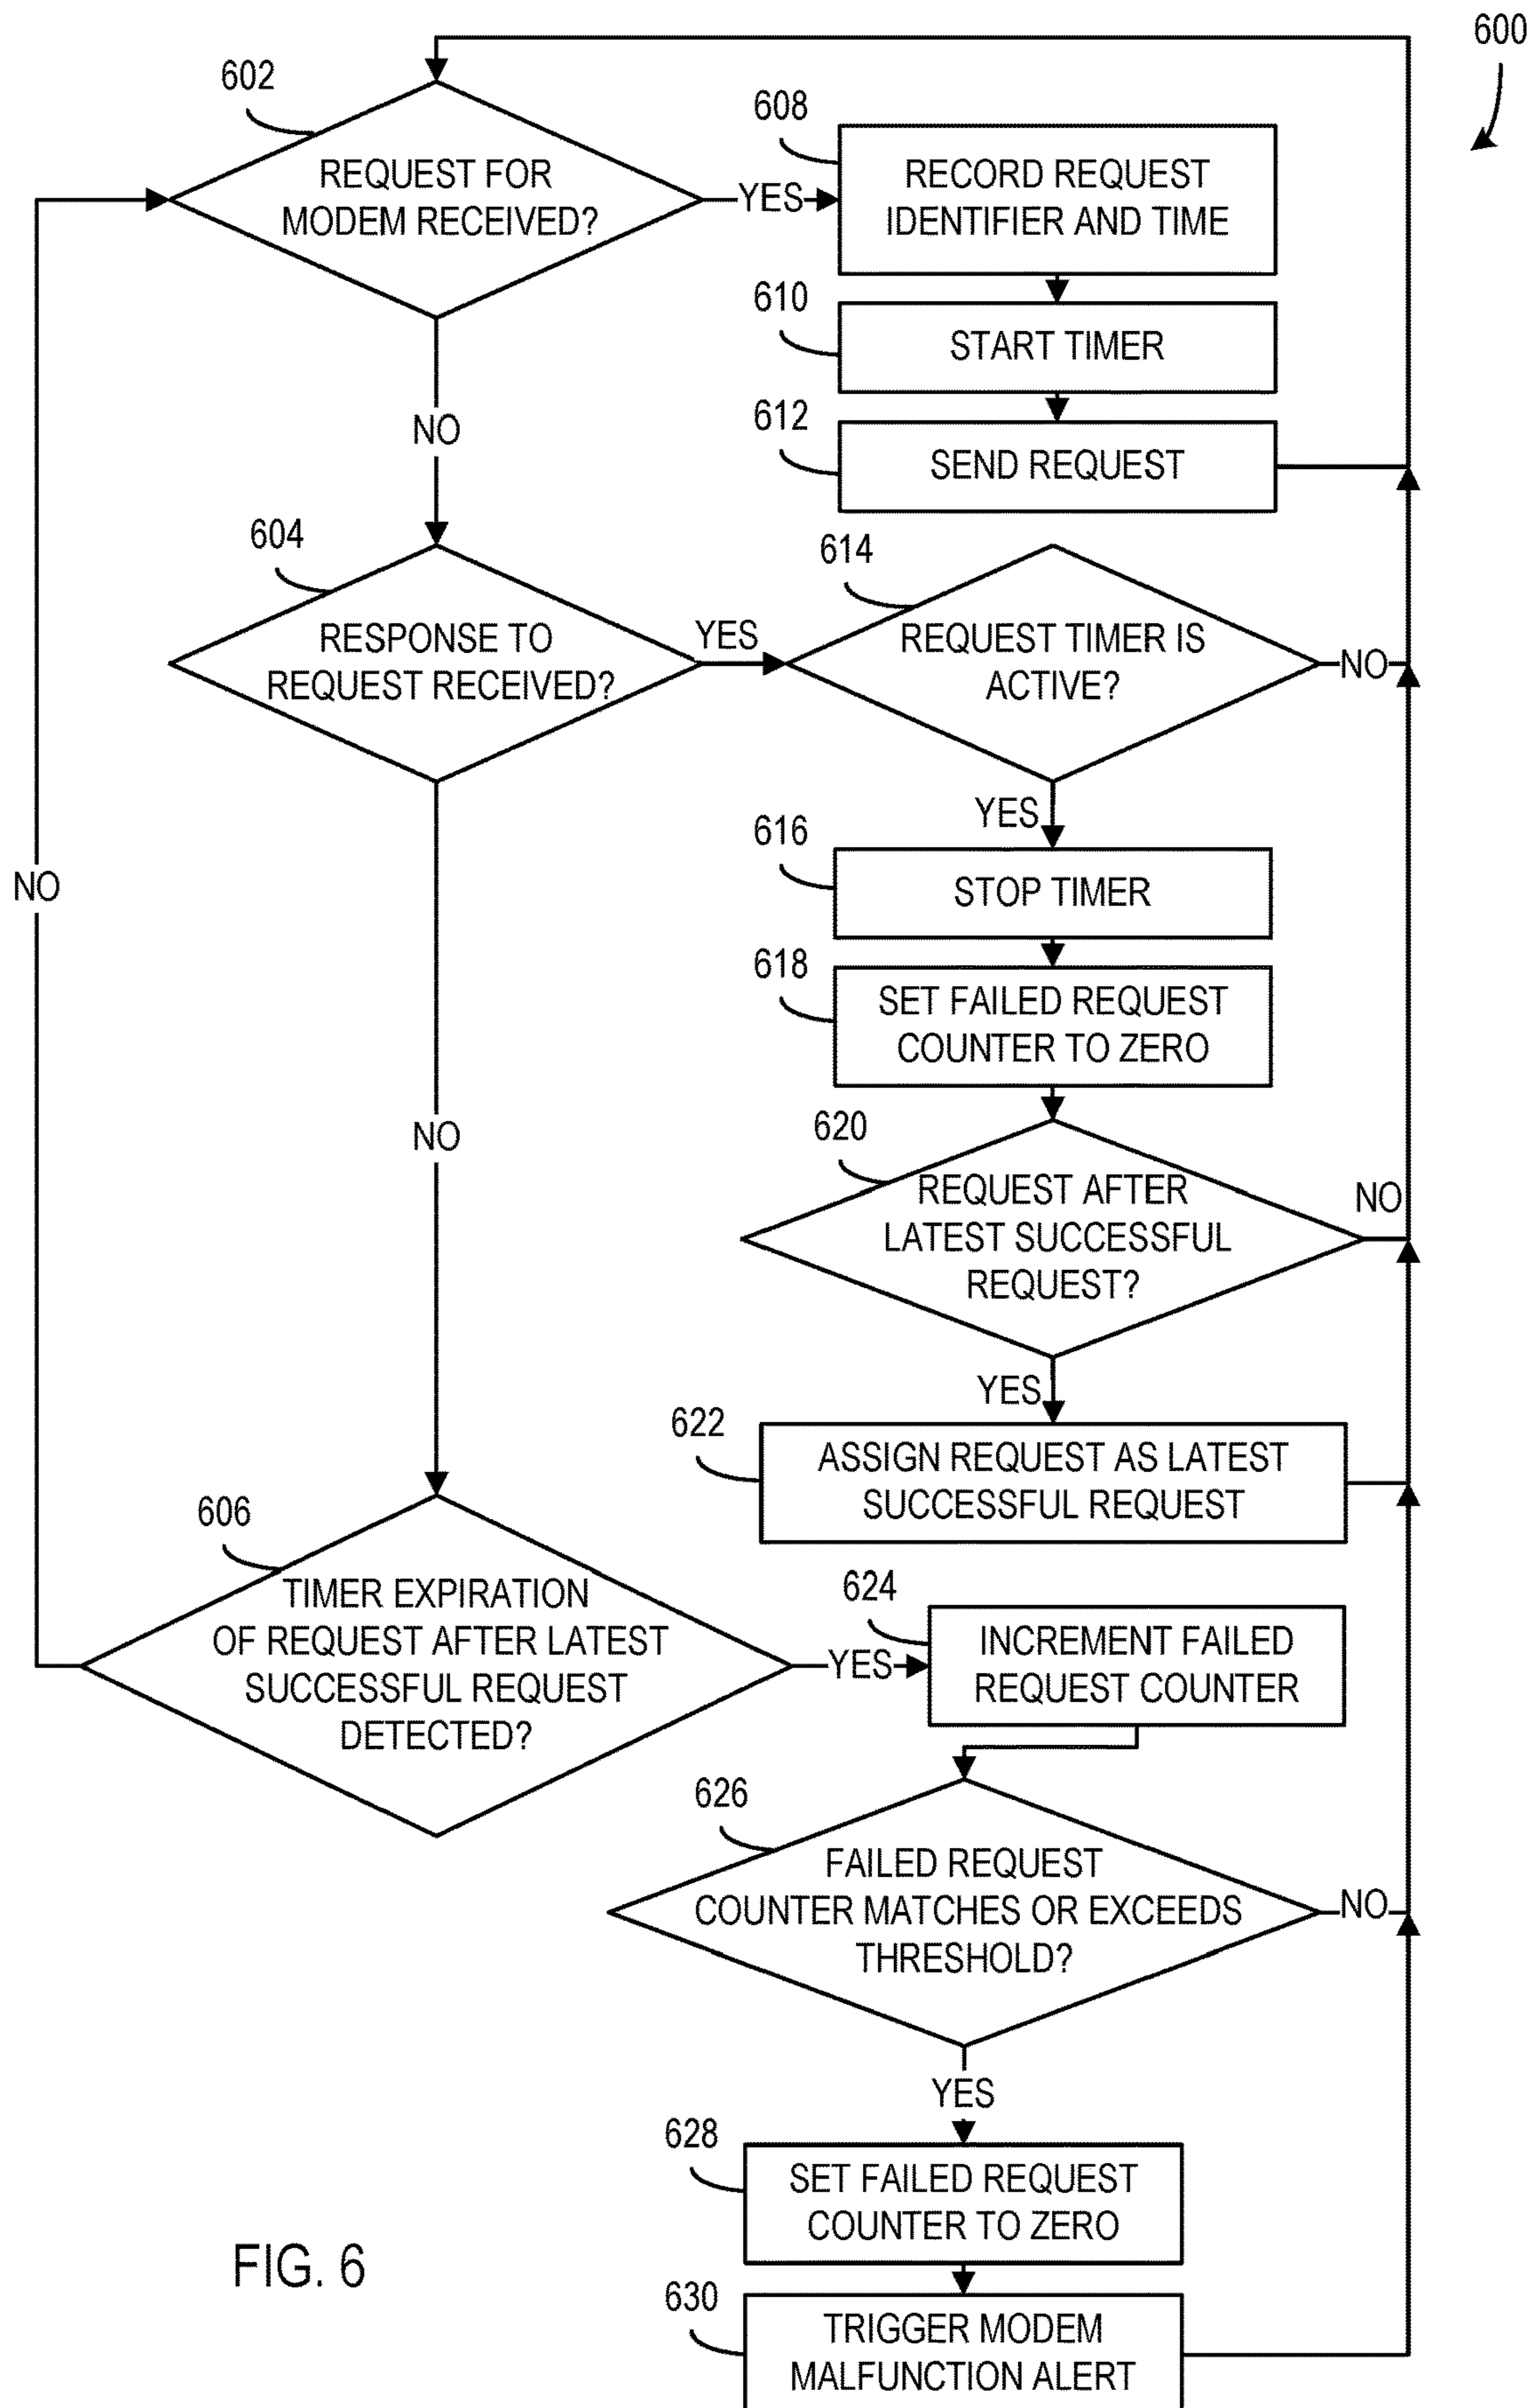 600
602
REQUEST FOR
MODEM RECEIVED?
YES
608
RECORD REQUEST
IDENTIFIER AND TIME
610
START TIMER
612
SEND REQUEST
NO
604
RESPONSE TO
REQUEST RECEIVED?
YES
614
REQUEST TIMER IS
ACTIVE?
NO
YES
616
STOP TIMER
618
SET FAILED REQUEST
COUNTER TO ZERO
NO
NO
620
REQUEST AFTER
LATEST SUCCESSFUL
REQUEST?
NO
YES
622
ASSIGN REQUEST AS LATEST
SUCCESSFUL REQUEST
606
TIMER EXPIRATION
OF REQUEST AFTER LATEST
SUCCESSFUL REQUEST
DETECTED?
YES
624
INCREMENT FAILED
REQUEST COUNTER
626
FAILED REQUEST
COUNTER MATCHES OR EXCEEDS
THRESHOLD?
NO
YES
628
SET FAILED REQUEST
COUNTER TO ZERO
630
TRIGGER MODEM
MALFUNCTION ALERT
FIG. 6